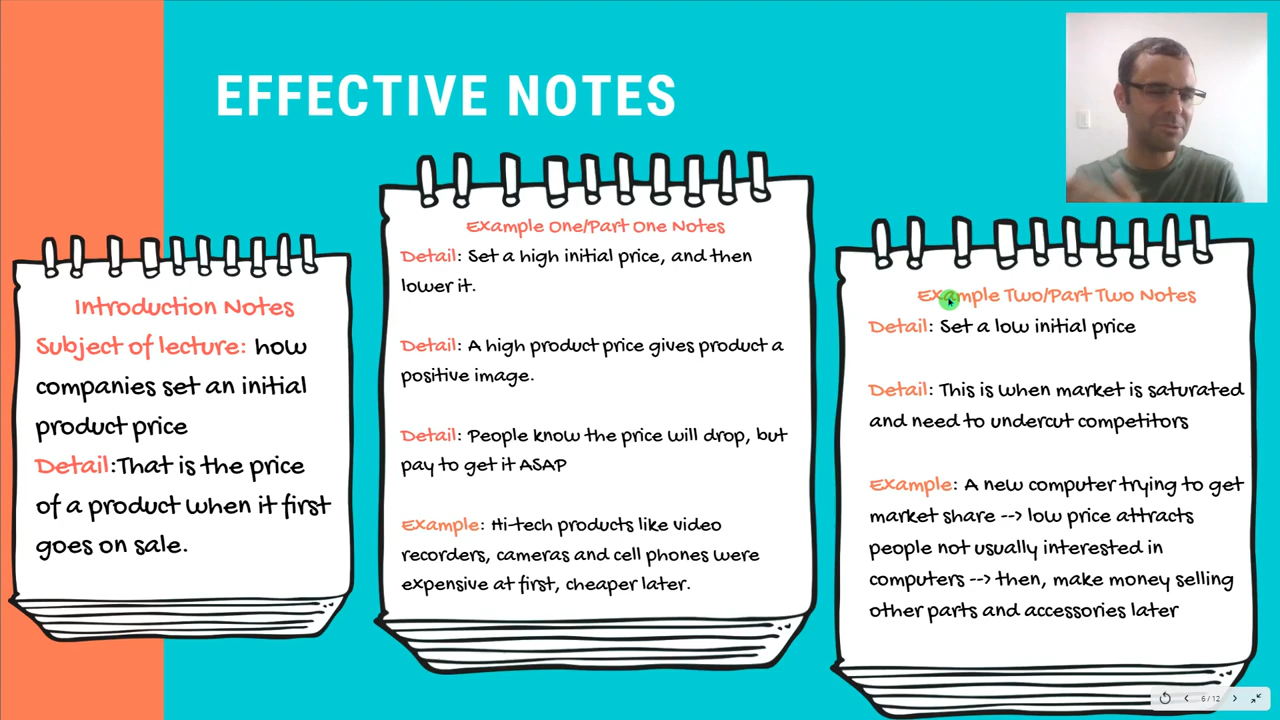 EFFECTIVE NOTES
Introduction Notes
Subject of lecture: how
companies set an initial
product price
Detail:That is the price
of a product when it first
goes on sale.
Example One/Part One Notes
Detail: Set a high initial price, and then
lower it.
Detail: A high product price gives product a
positive image.
Detail: People know the price will drop, but
pay to get it ASAP
Example: Hi-tech products like video
recorders, cameras and cell phones were
expensive at first, cheaper later.
Example Two/Part Two Notes
Detail: Set a low initial price
Detail: This is when market is saturated
and need to undercut competitors
Example: A new computer trying to get
market share --> low price attracts
people not usually interested in
computers --> then, make money selling
other parts and accessories later
6 / 12